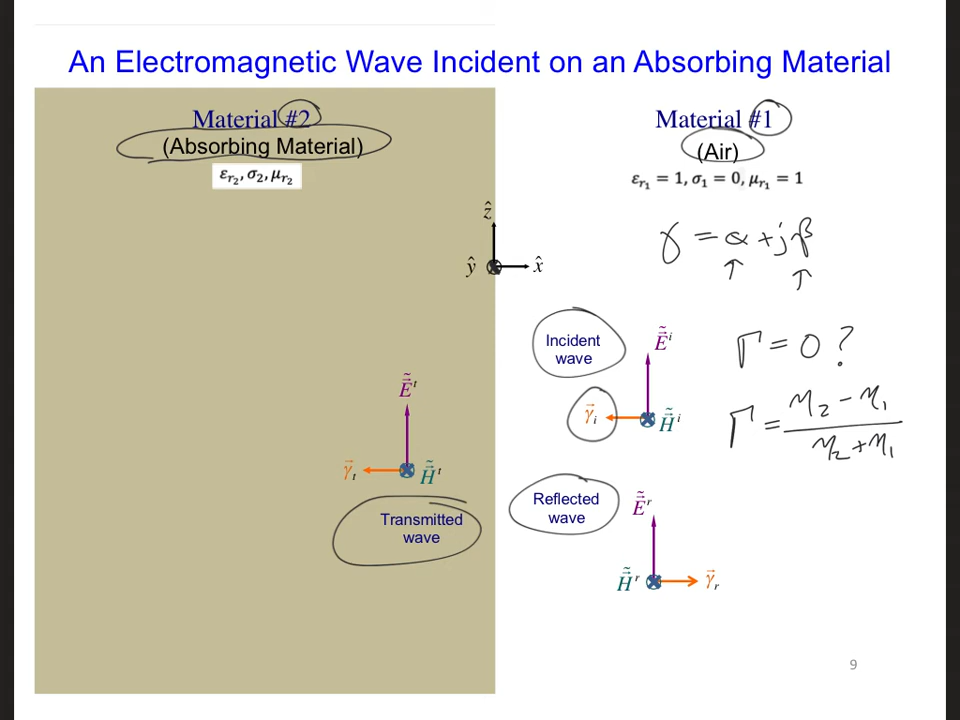 An Electromagnetic Wave Incident on an Absorbing Material
Material #2
(Absorbing Material)
εr₂, σ₂, μr₂
Material #1
(Air)
εr₁ = 1, σ₁ = 0, μr₁ = 1
ẑ
ŷ
x̂
γ = α + jβ
↑ ↑
Incident
wave
Ẽⁱ
γ⃗ᵢ
H̃ⁱ
Γ = 0 ?
Γ = (η₂ − η₁) / (η₂ + η₁)
Ẽᵗ
γ⃗ₜ
H̃ᵗ
Transmitted
wave
Reflected
wave
Ẽʳ
H̃ʳ
γ⃗ᵣ
9